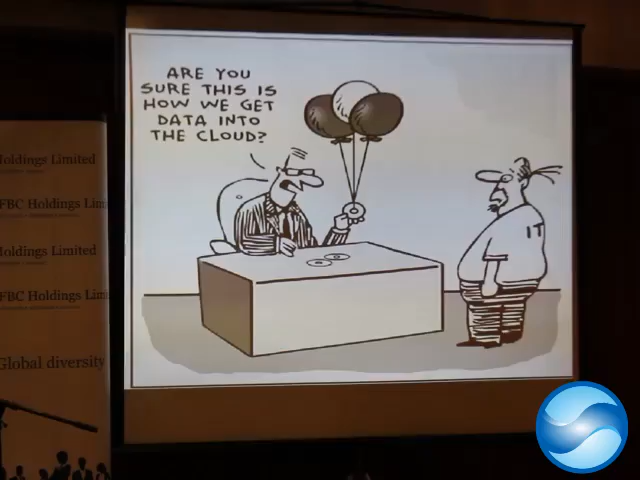 ARE YOU
SURE THIS IS
HOW WE GET
DATA INTO
THE CLOUD?
IT
Holdings Limited
FBC Holdings Lim
Holdings Limited
FBC Holdings Lim
Global diversity